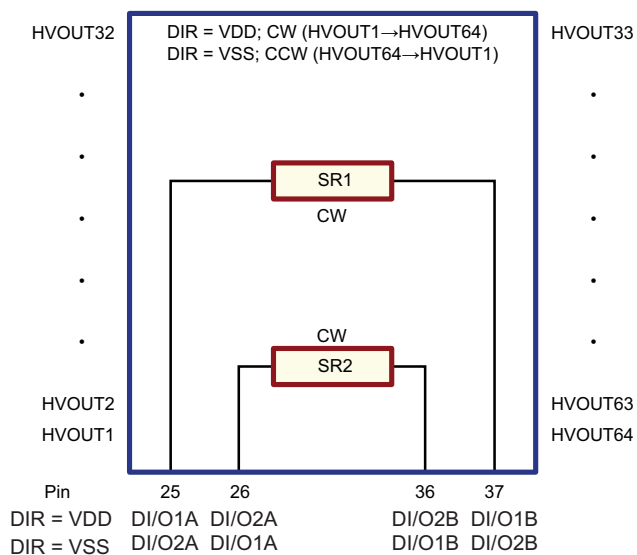 HVOUT32 DIR = VDD; CW (HVOUT1→HVOUT64) HVOUT33
DIR = VSS; CCW (HVOUT64→HVOUT1)
SR1
CW
CW
SR2
HVOUT2 HVOUT63
HVOUT1 HVOUT64
Pin 25 26 36 37
DIR = VDD DI/O1A DI/O2A DI/O2B DI/O1B
DIR = VSS DI/O2A DI/O1A DI/O1B DI/O2B